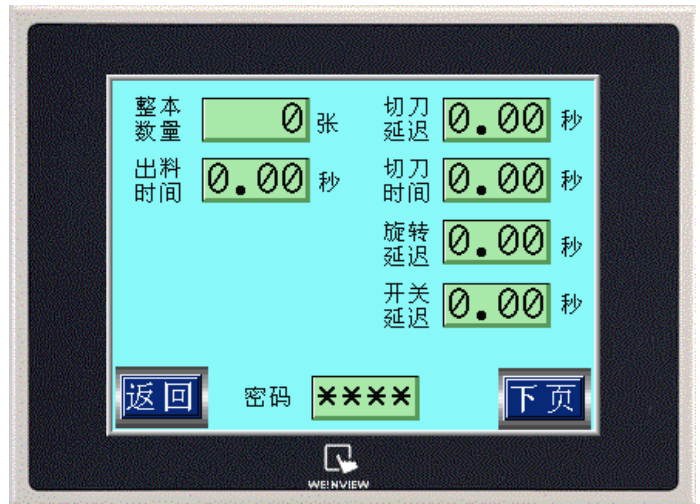 整本
数量 0 张
切刀
延迟 0.00 秒
出料
时间 0.00 秒
切刀
时间 0.00 秒
旋转
延迟 0.00 秒
开关
延迟 0.00 秒
返回 密码 **** 下页
WEINVIEW